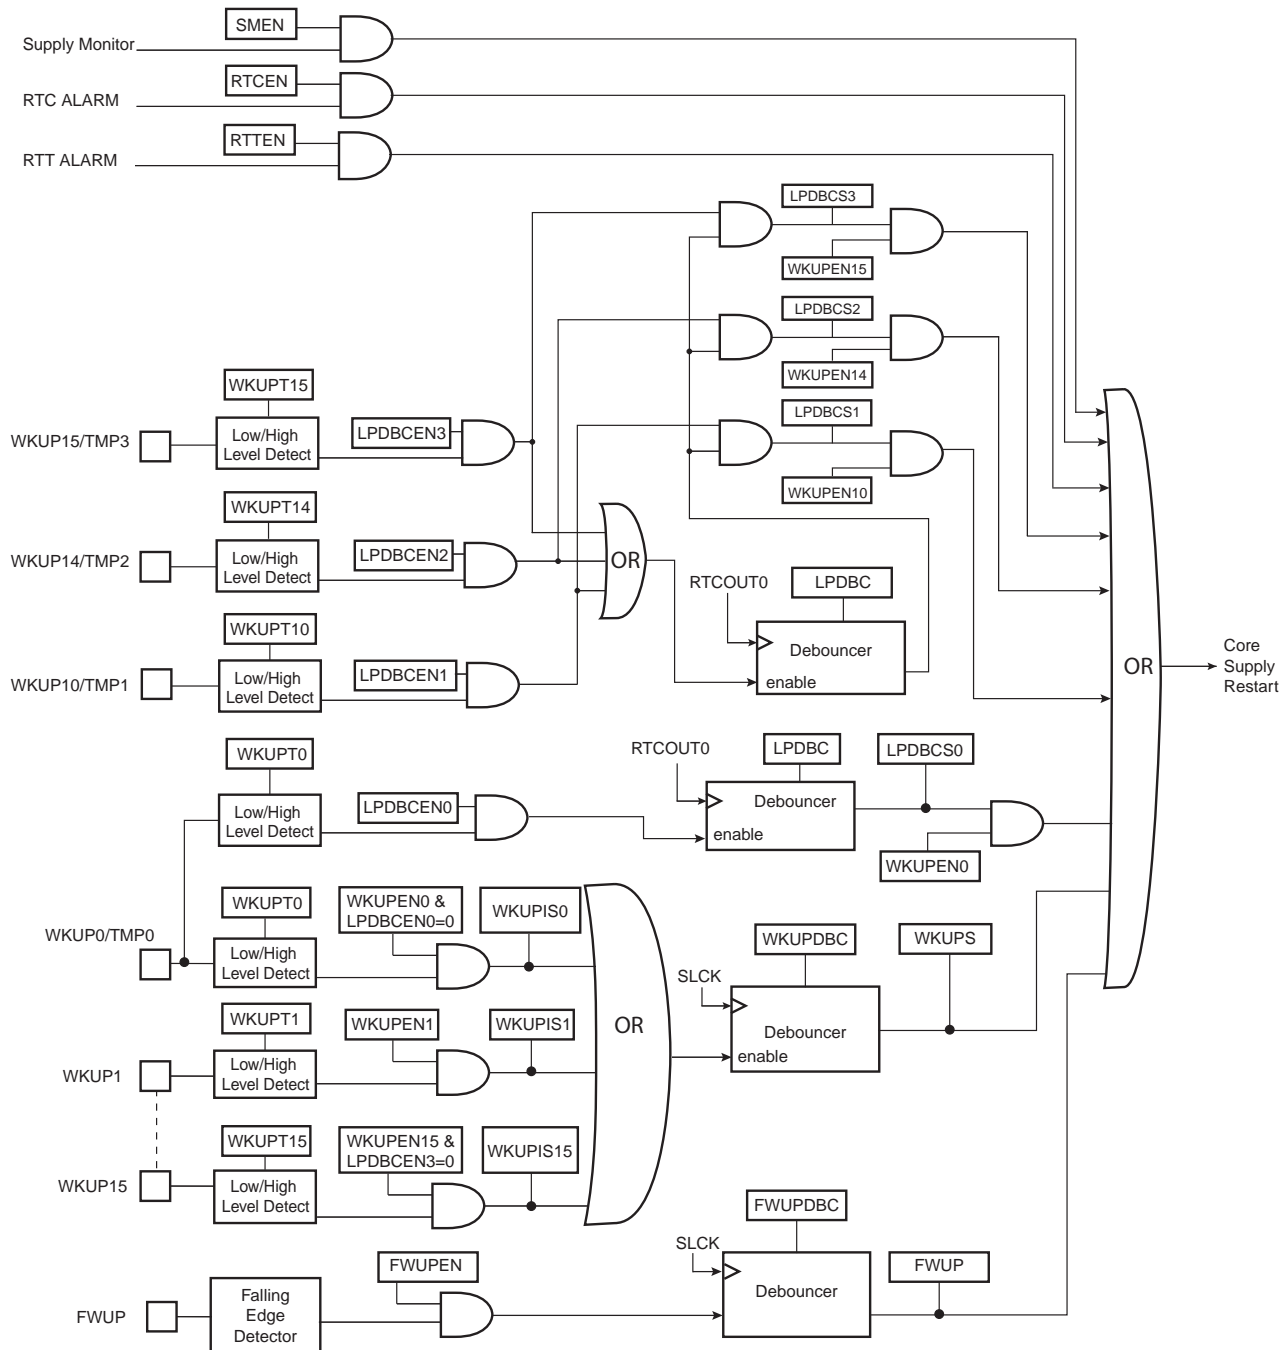 SMEN
Supply Monitor
RTCEN
RTC ALARM
RTTEN
RTT ALARM
LPDBCS3
WKUPEN15
LPDBCS2
WKUPEN14
WKUPT15
LPDBCS1
WKUP15/TMP3
Low/High
Level Detect
LPDBCEN3
WKUPEN10
WKUPT14
WKUP14/TMP2
Low/High
Level Detect
LPDBCEN2
OR
RTCOUT0
LPDBC
WKUPT10
Debouncer
enable
WKUP10/TMP1
Low/High
Level Detect
LPDBCEN1
OR
Core
Supply
Restart
WKUPT0
RTCOUT0
LPDBC
LPDBCS0
Low/High
Level Detect
LPDBCEN0
Debouncer
enable
WKUPEN0
WKUPT0
WKUPEN0 &
LPDBCEN0=0
WKUPIS0
WKUP0/TMP0
Low/High
Level Detect
WKUPDBC
WKUPS
SLCK
WKUPT1
WKUPEN1
WKUPIS1
OR
Debouncer
enable
WKUP1
Low/High
Level Detect
WKUPT15
WKUPEN15 &
LPDBCEN3=0
WKUPIS15
WKUP15
Low/High
Level Detect
FWUPDBC
SLCK
FWUPEN
FWUP
Debouncer
FWUP
Falling
Edge
Detector